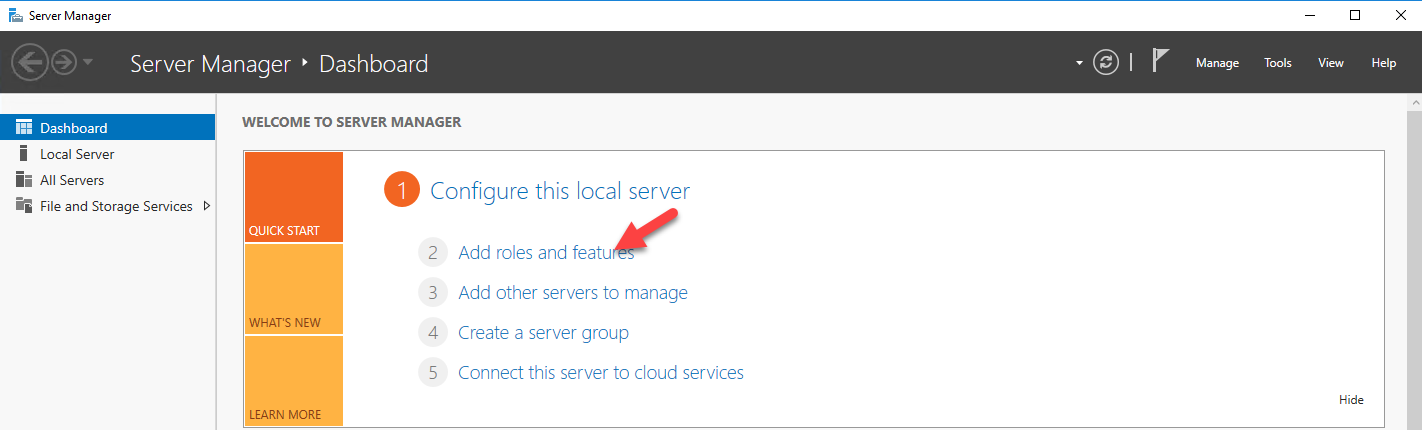 Server Manager
Server Manager ‣ Dashboard
Manage Tools View Help
Dashboard
Local Server
All Servers
File and Storage Services
WELCOME TO SERVER MANAGER
QUICK START
WHAT'S NEW
LEARN MORE
1 Configure this local server
2 Add roles and features
3 Add other servers to manage
4 Create a server group
5 Connect this server to cloud services
Hide